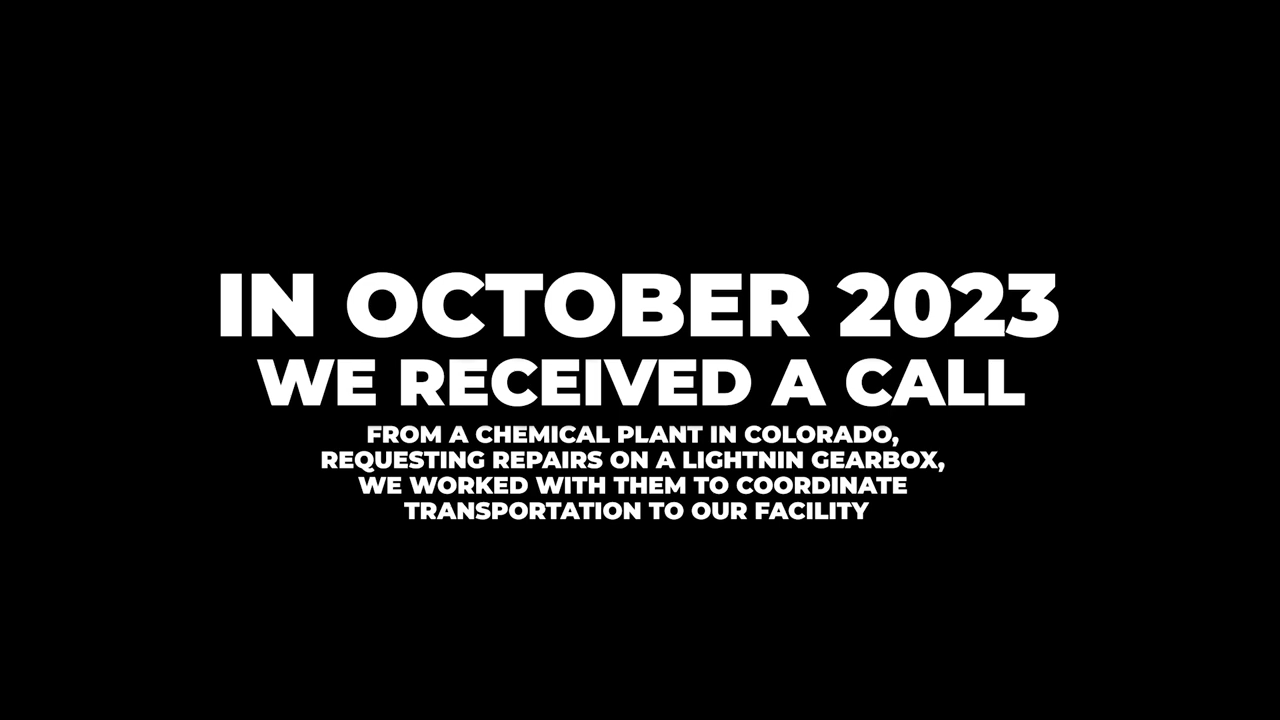 IN OCTOBER 2023
WE RECEIVED A CALL
FROM A CHEMICAL PLANT IN COLORADO,
REQUESTING REPAIRS ON A LIGHTNIN GEARBOX,
WE WORKED WITH THEM TO COORDINATE
TRANSPORTATION TO OUR FACILITY